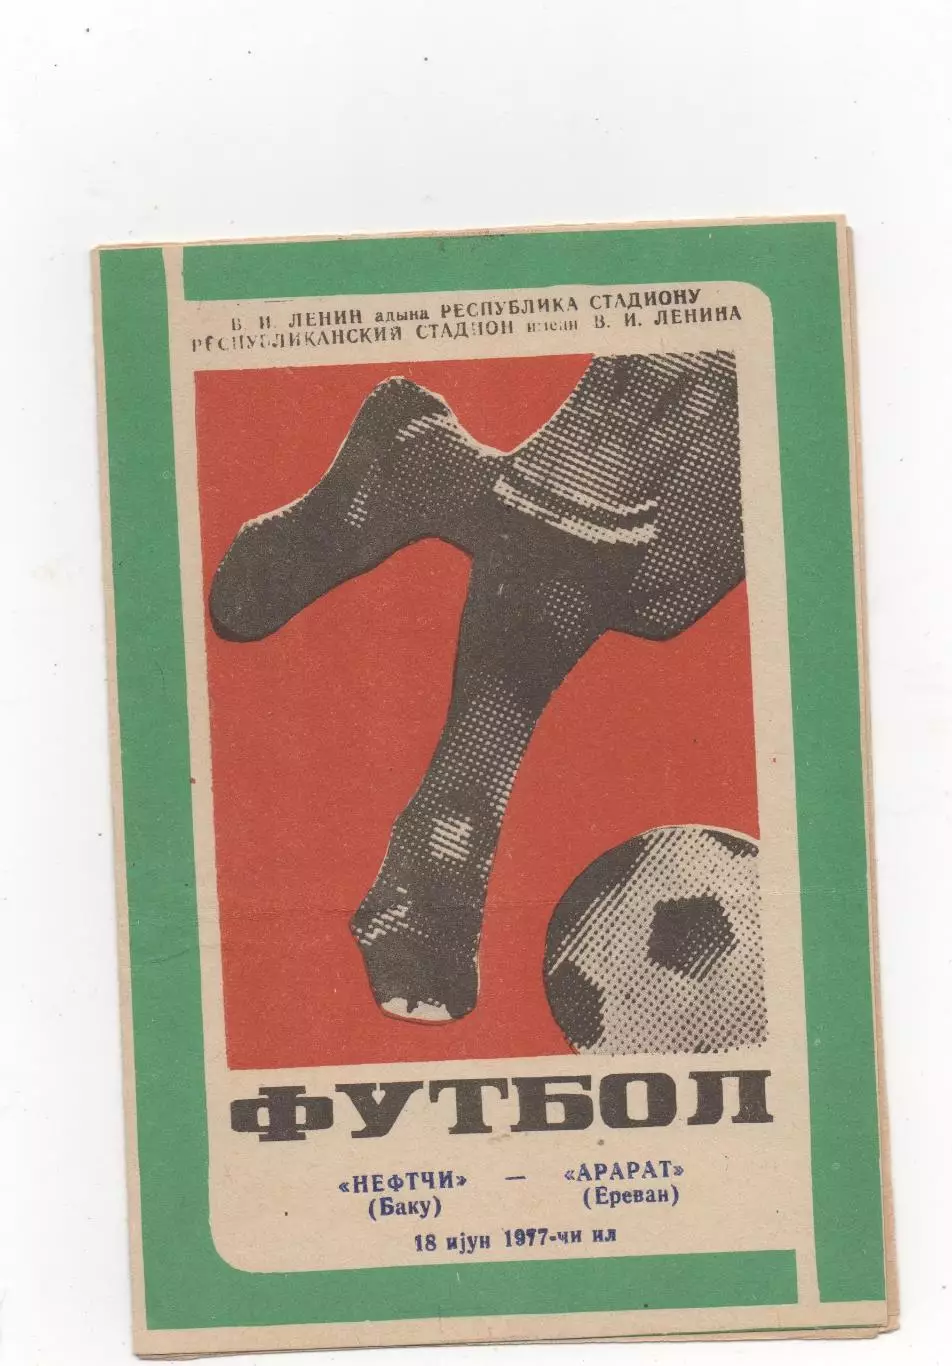 В. И. ЛЕНИН адына РЕСПУБЛИКА СТАДИОНУ
РЕСПУБЛИКАНСКИЙ СТАДИОН имени В. И. ЛЕНИНА
ФУТБОЛ
«НЕФТЧИ» — «АРАРАТ»
(Баку) (Ереван)
18 ијун 1977-чи ил